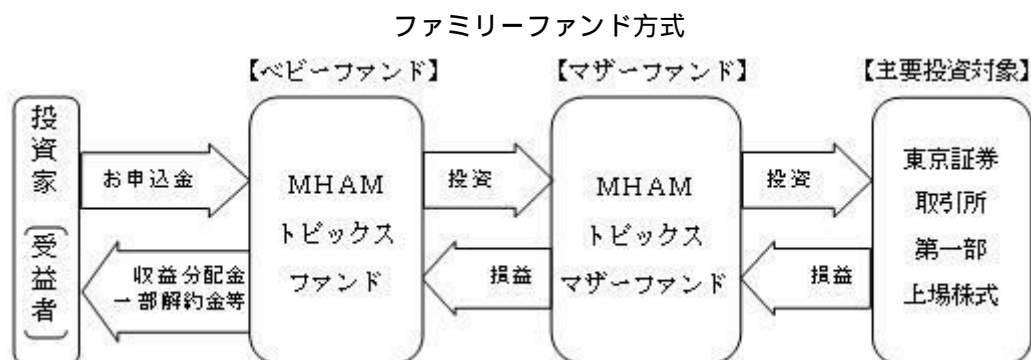 ファミリーファンド方式
【ベビーファンド】
【マザーファンド】
【主要投資対象】
投資家
（受益者）
お申込金
収益分配金
一部解約金等
MHAM
トピックス
ファンド
投資
損益
MHAM
トピックス
マザーファンド
投資
損益
東京証券
取引所
第一部
上場株式